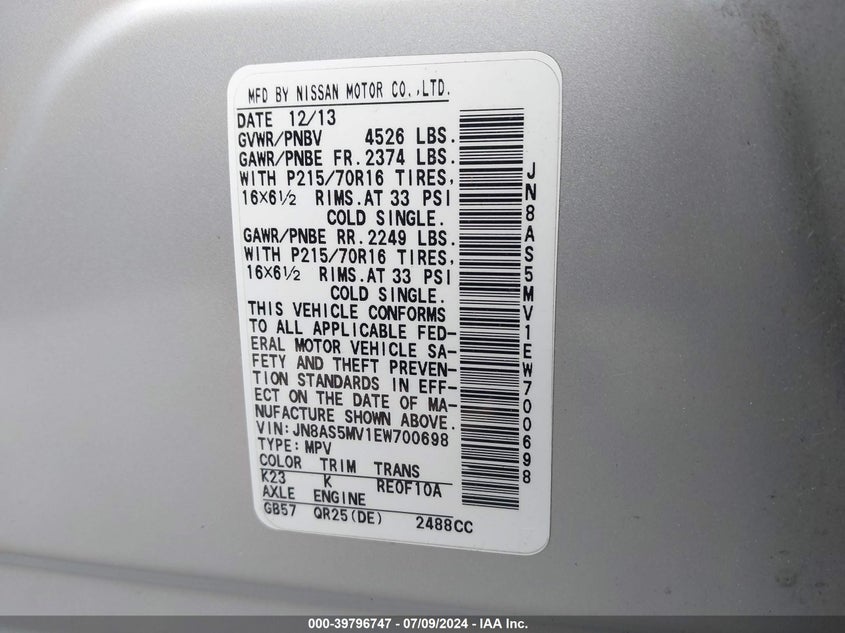 MFD BY NISSAN MOTOR CO.,LTD.
DATE 12/13
GVWR/PNBV 4526 LBS.
GAWR/PNBE FR. 2374 LBS.
WITH P215/70R16 TIRES,
16×6½ RIMS. AT 33 PSI
COLD SINGLE.
GAWR/PNBE RR. 2249 LBS.
WITH P215/70R16 TIRES,
16×6½ RIMS. AT 33 PSI
COLD SINGLE.
THIS VEHICLE CONFORMS
TO ALL APPLICABLE FED-
ERAL MOTOR VEHICLE SA-
FETY AND THEFT PREVEN-
TION STANDARDS IN EFF-
ECT ON THE DATE OF MA-
NUFACTURE SHOWN ABOVE.
VIN: JN8AS5MV1EW700698
TYPE: MPV
COLOR TRIM TRANS
K23 K RE0F10A
AXLE ENGINE
GB57 QR25(DE) 2488CC
JN8AS5MV1EW700698
000-39796747 - 07/09/2024 - IAA Inc.